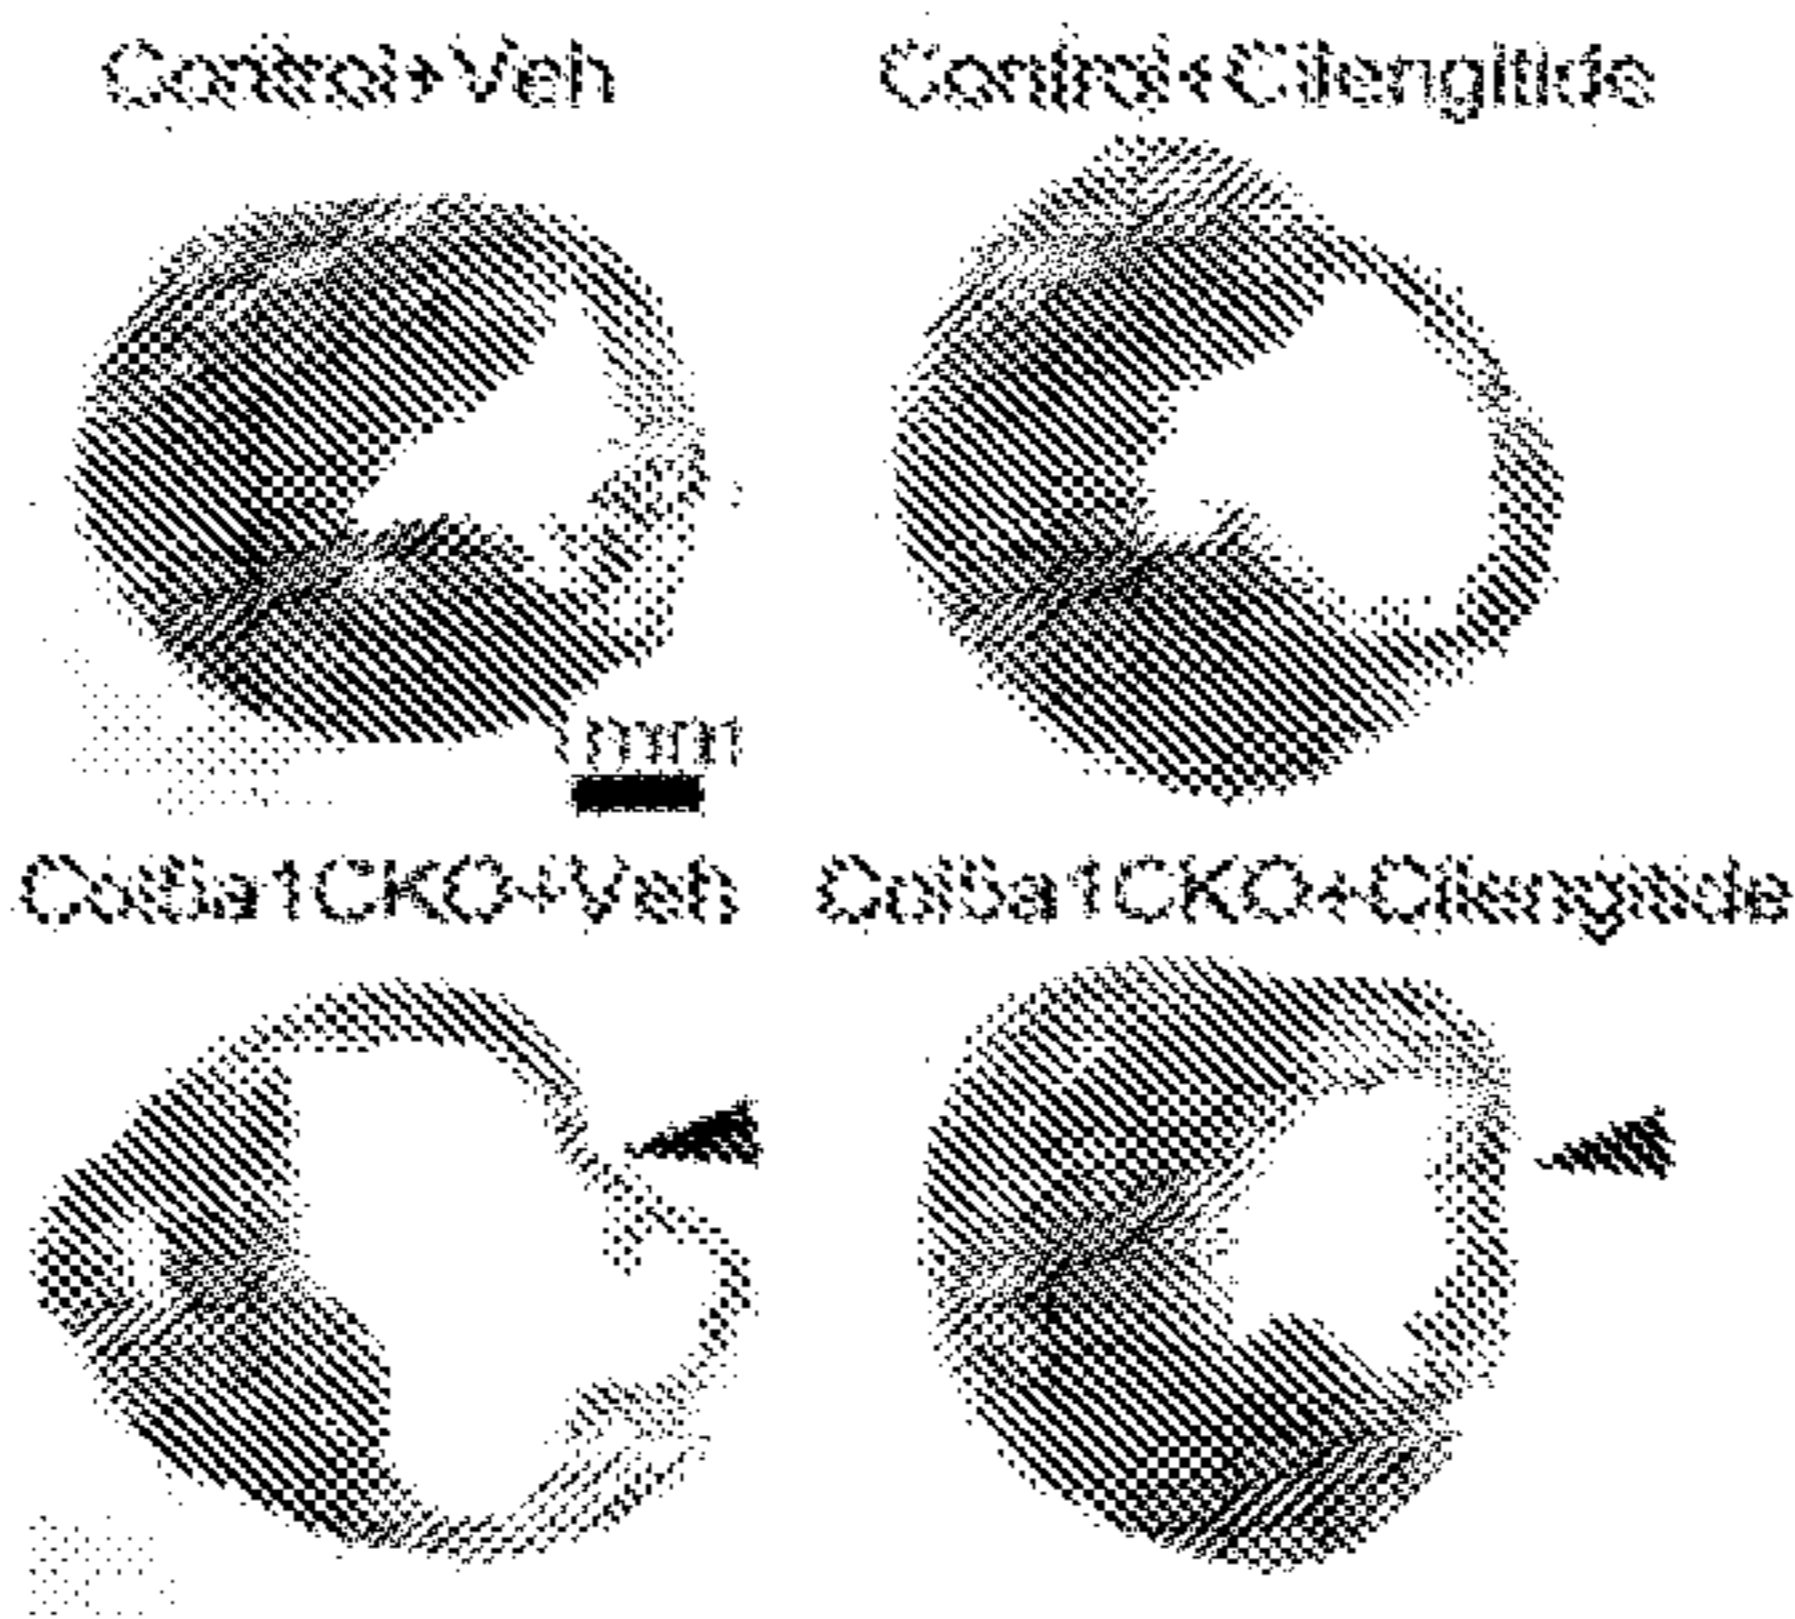 Control+Veh
Control+Cilengitide
1mm
Col5a1CKO+Veh
Col5a1CKO+Cilengitide